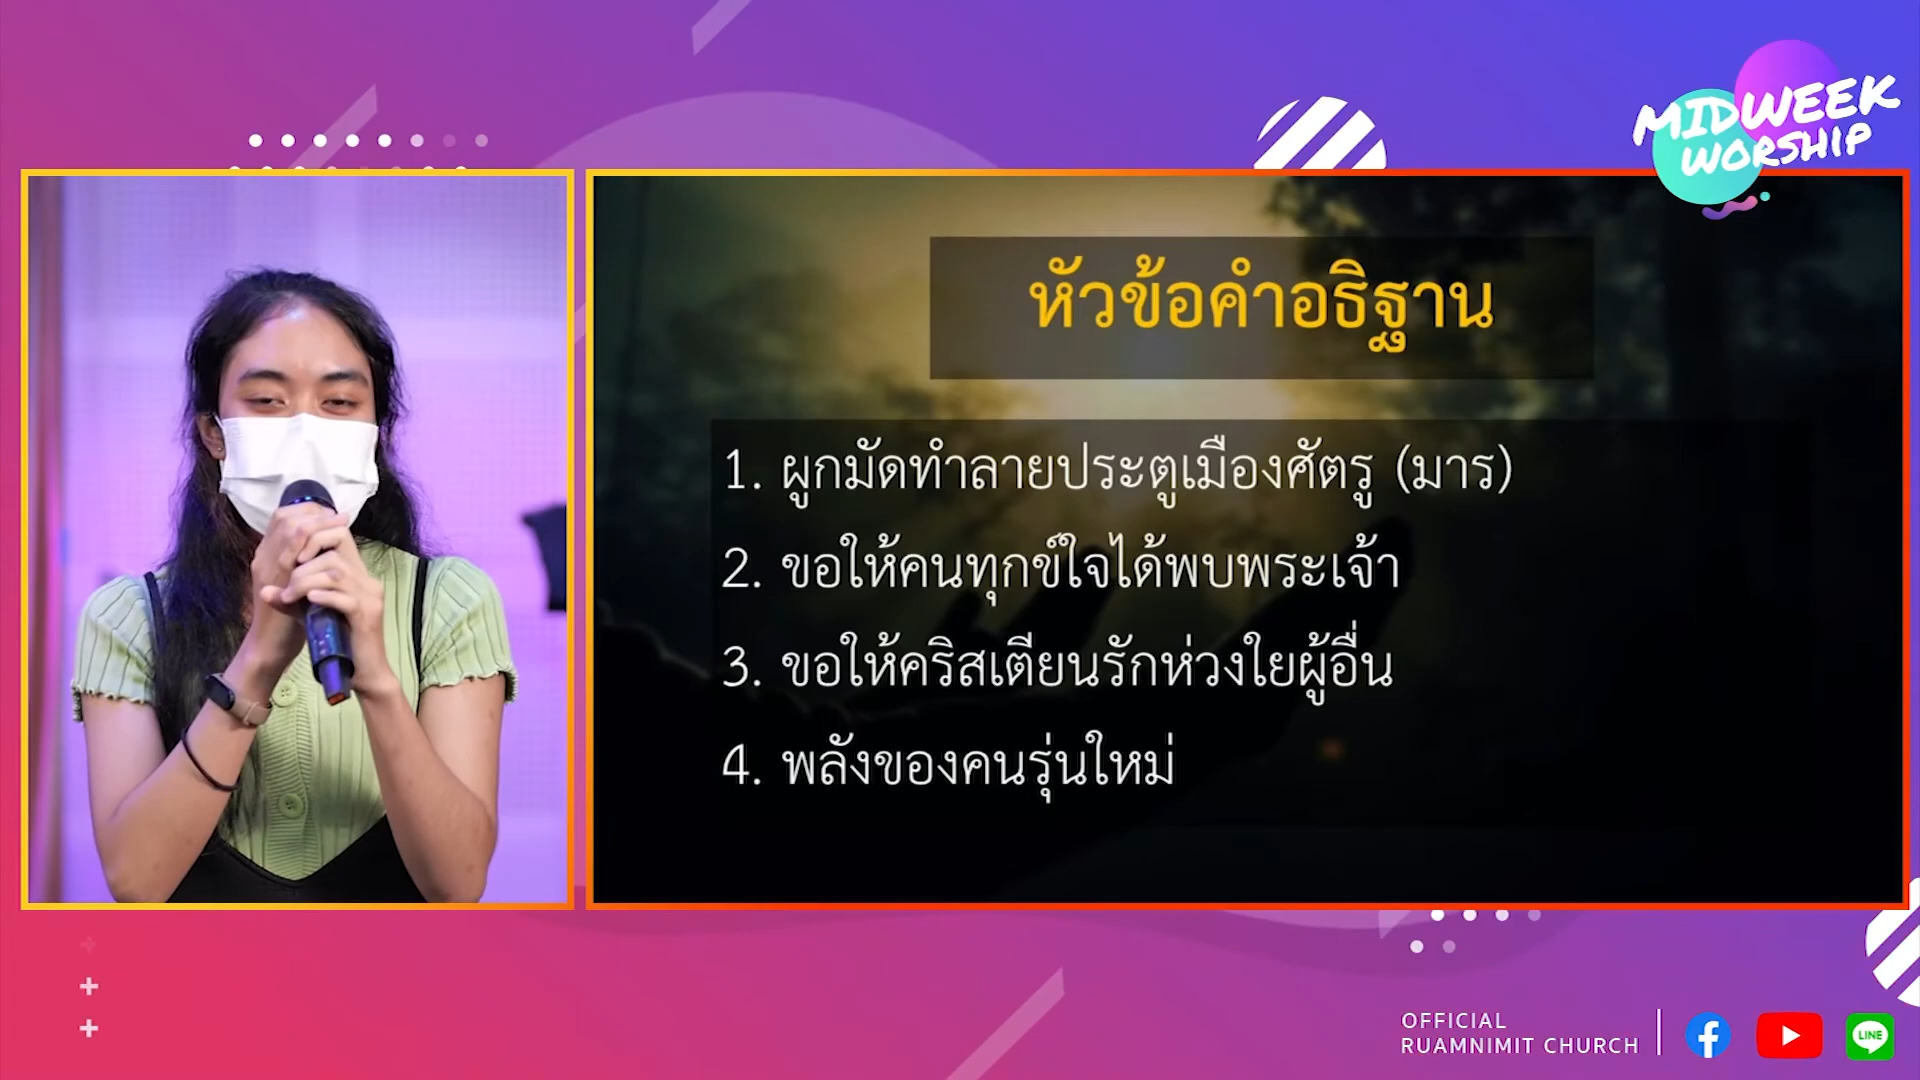 MIDWEEK
WORSHIP
หัวข้อคำอธิฐาน
1. ผูกมัดทำลายประตูเมืองศัตรู (มาร)
2. ขอให้คนทุกข์ใจได้พบพระเจ้า
3. ขอให้คริสเตียนรักห่วงใยผู้อื่น
4. พลังของคนรุ่นใหม่
OFFICIAL
RUAMNIMIT CHURCH
LINE